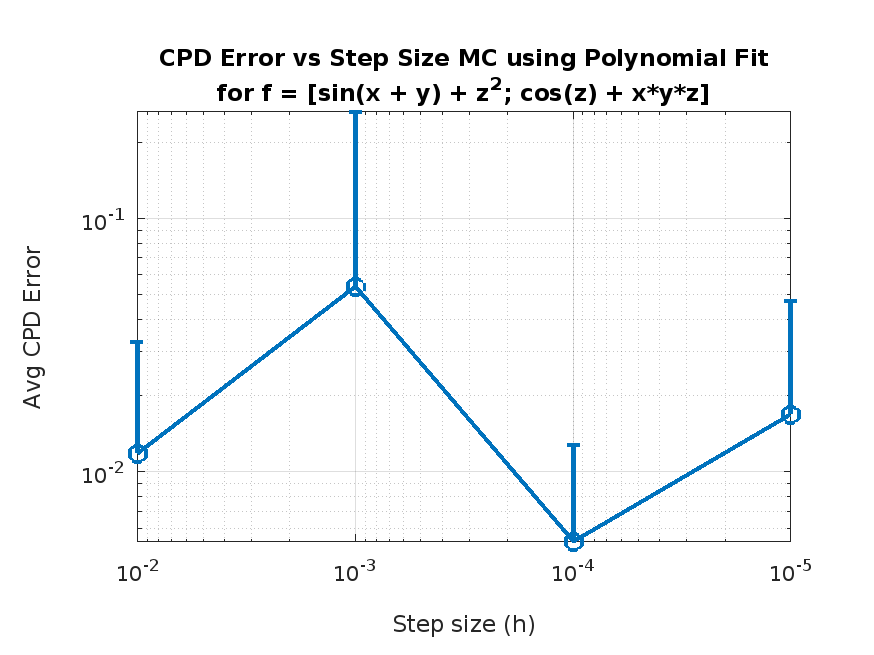 CPD Error vs Step Size MC using Polynomial Fit
for f = [sin(x + y) + z^2; cos(z) + x*y*z]
Avg CPD Error
10^-1
10^-2
10^-2 10^-3 10^-4 10^-5
Step size (h)